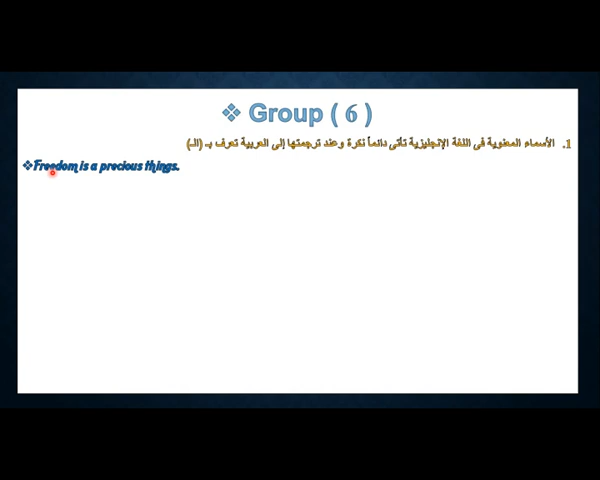 ❖ Group ( 6 )
1. الأسماء المعنوية فى اللغة الإنجليزية تأتى دائماً نكرة وعند ترجمتها إلى العربية تعرف بـ (الـ)
❖Freedom is a precious things.